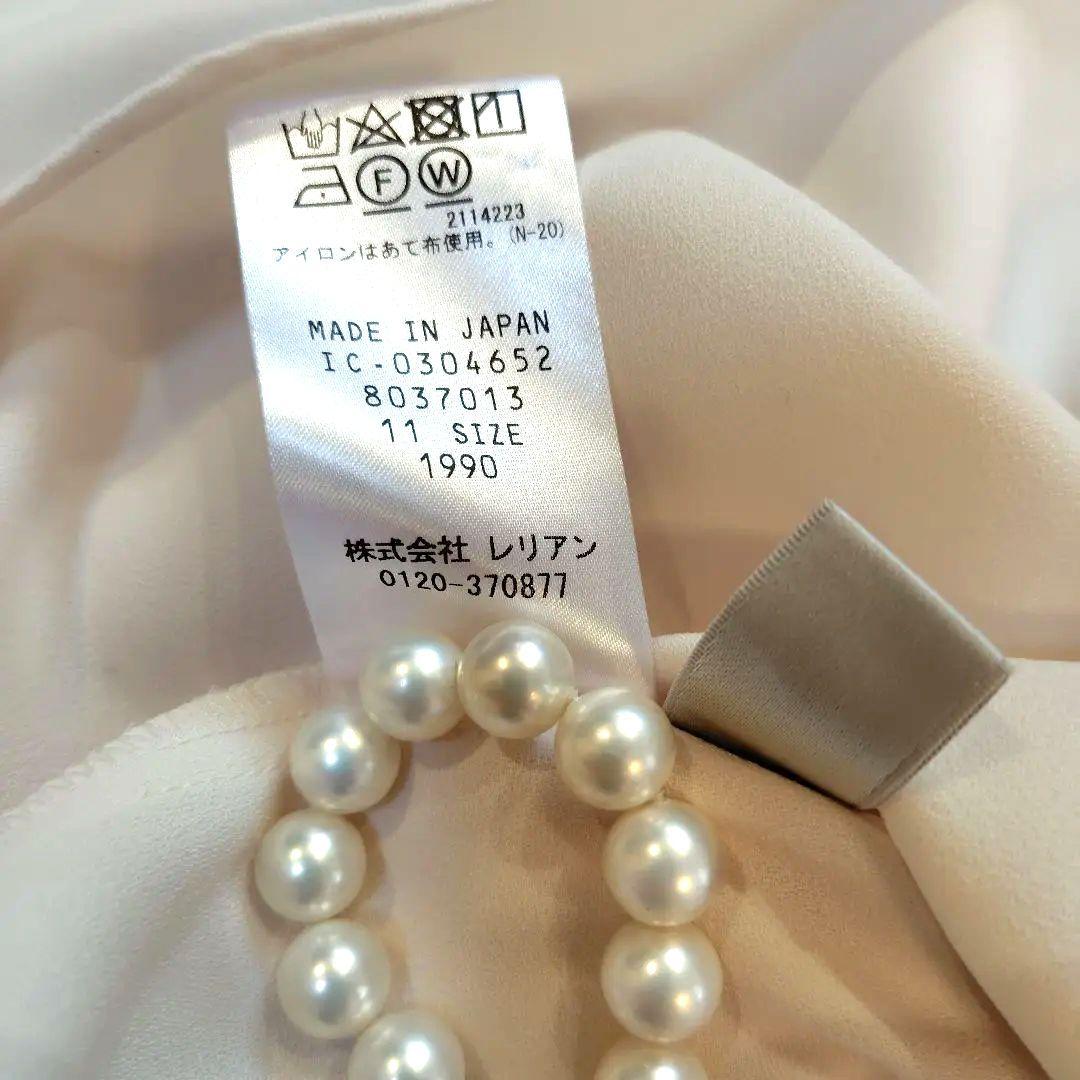 F W
2114223
アイロンはあて布使用。(N-20)
MADE IN JAPAN
IC-0304652
8037013
11 SIZE
1990
株式会社 レリアン
0120-370877